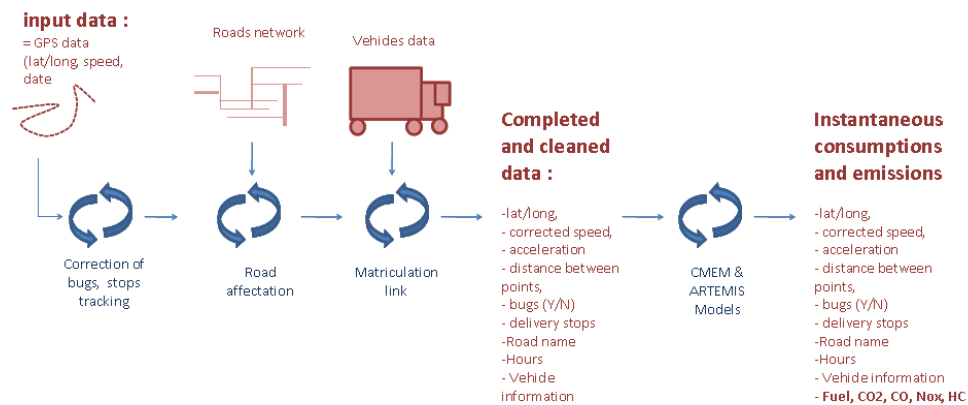 input data :
= GPS data
(lat/long, speed,
date
Roads network
Vehides data
Correction of
bugs, stops
tracking
Road
affectation
Matriculation
link
Completed
and cleaned
data :
-lat/long,
- corrected speed,
- acceleration
- distance between
points,
- bugs (Y/N)
- delivery stops
-Road name
-Hours
- Vehide
information
CMEM &
ARTEMIS
Models
Instantaneous
consumptions
and emissions
-lat/long,
- corrected speed,
- acceleration
- distance between
points,
- bugs (Y/N)
- delivery stops
-Road name
-Hours
- Vehide information
- Fuel, CO2, CO, Nox, HC